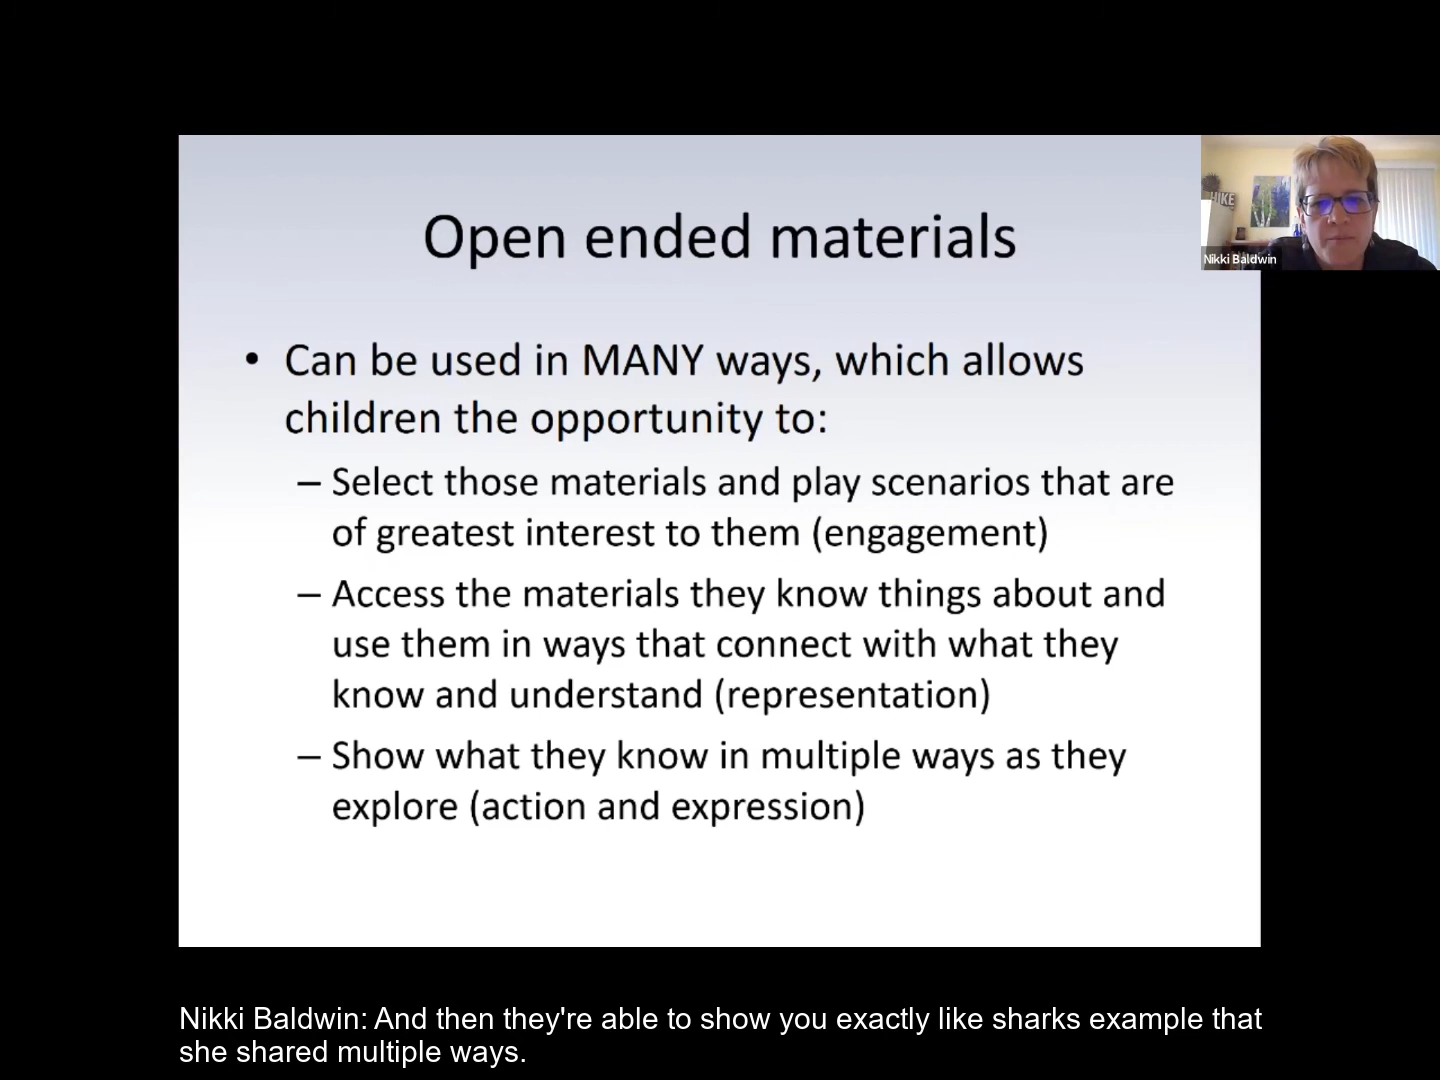 Open ended materials
HIKE
Nikki Baldwin
• Can be used in MANY ways, which allows
children the opportunity to:
– Select those materials and play scenarios that are
of greatest interest to them (engagement)
– Access the materials they know things about and
use them in ways that connect with what they
know and understand (representation)
– Show what they know in multiple ways as they
explore (action and expression)
Nikki Baldwin: And then they're able to show you exactly like sharks example that
she shared multiple ways.